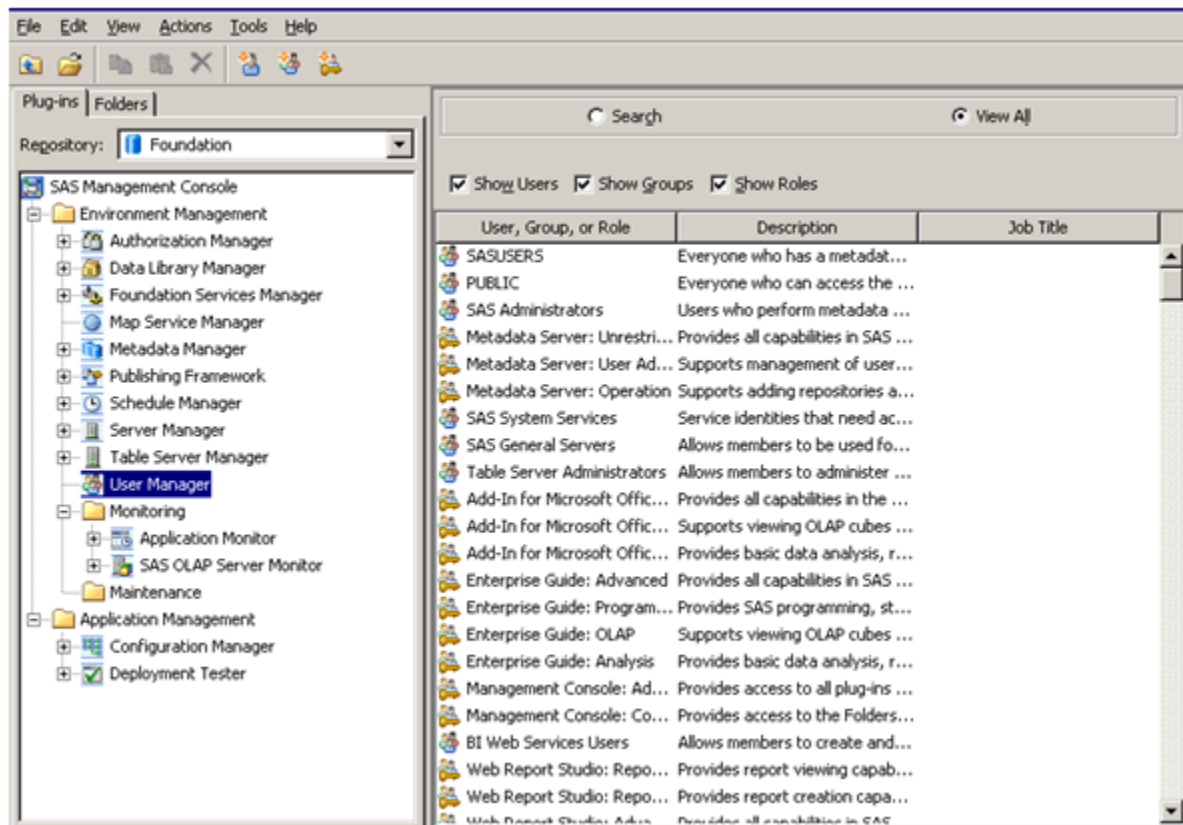 File Edit View Actions Tools Help
Plug-ins Folders
Repository: Foundation
SAS Management Console
Environment Management
Authorization Manager
Data Library Manager
Foundation Services Manager
Map Service Manager
Metadata Manager
Publishing Framework
Schedule Manager
Server Manager
Table Server Manager
User Manager
Monitoring
Application Monitor
SAS OLAP Server Monitor
Maintenance
Application Management
Configuration Manager
Deployment Tester
Search View All
Show Users Show Groups Show Roles
User, Group, or Role Description Job Title
SASUSERS Everyone who has a metadat...
PUBLIC Everyone who can access the ...
SAS Administrators Users who perform metadata ...
Metadata Server: Unrestri... Provides all capabilities in SAS ...
Metadata Server: User Ad... Supports management of user...
Metadata Server: Operation Supports adding repositories a...
SAS System Services Service identities that need ac...
SAS General Servers Allows members to be used fo...
Table Server Administrators Allows members to administer ...
Add-In for Microsoft Offic... Provides all capabilities in the ...
Add-In for Microsoft Offic... Supports viewing OLAP cubes ...
Add-In for Microsoft Offic... Provides basic data analysis, r...
Enterprise Guide: Advanced Provides all capabilities in SAS ...
Enterprise Guide: Program... Provides SAS programming, st...
Enterprise Guide: OLAP Supports viewing OLAP cubes ...
Enterprise Guide: Analysis Provides basic data analysis, r...
Management Console: Ad... Provides access to all plug-ins ...
Management Console: Co... Provides access to the Folders...
BI Web Services Users Allows members to create and...
Web Report Studio: Repo... Provides report viewing capab...
Web Report Studio: Repo... Provides report creation capa...
Web Report Studio: Adva... Provides all capabilities in SAS ...